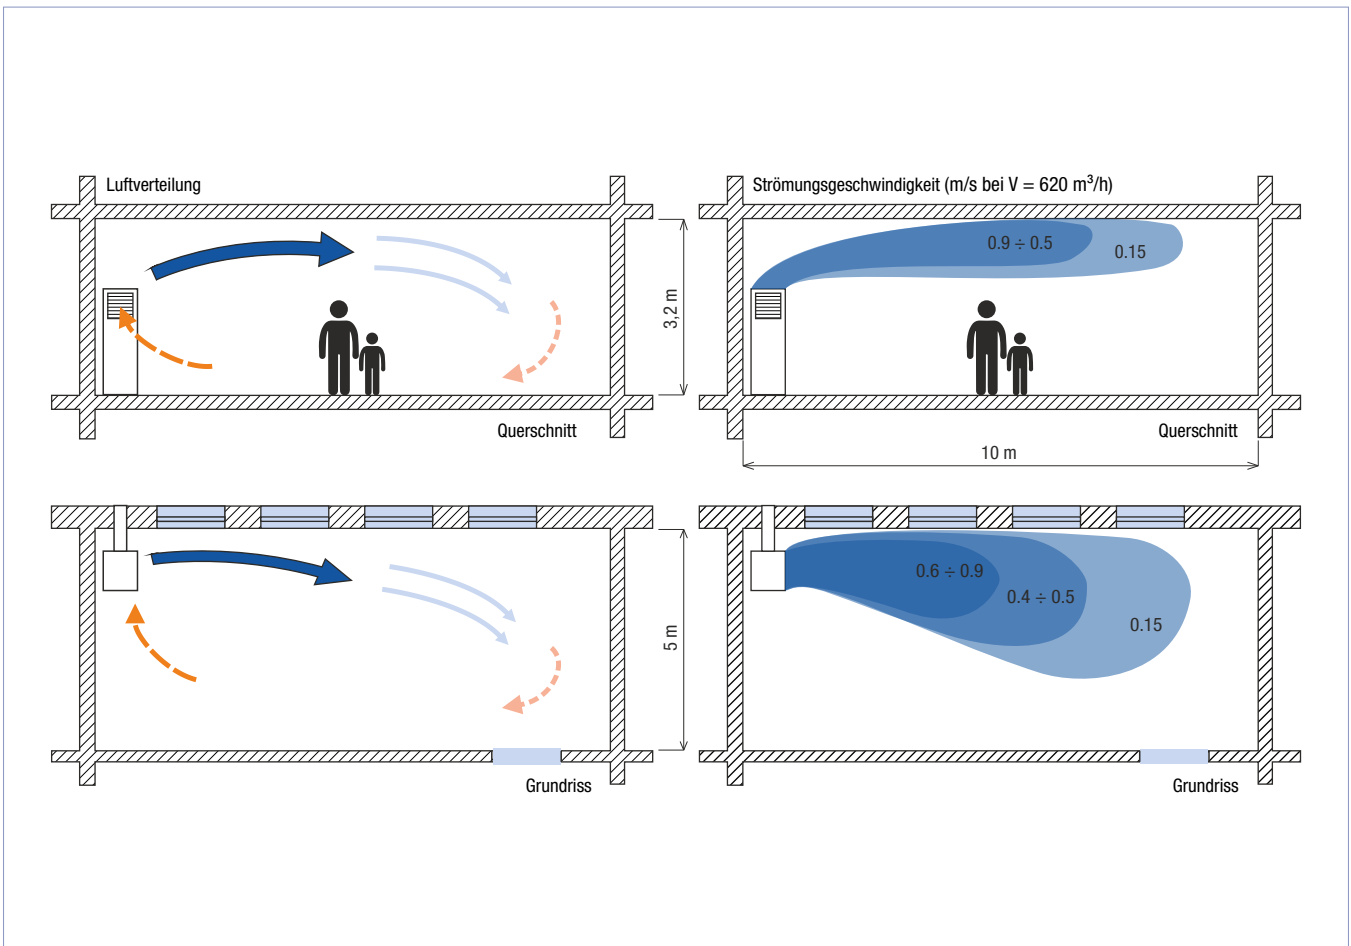 Luftverteilung
Strömungsgeschwindigkeit (m/s bei V = 620 m³/h)
0.9 ÷ 0.5
0.15
3,2 m
Querschnitt
Querschnitt
10 m
0.6 ÷ 0.9
0.4 ÷ 0.5
0.15
5 m
Grundriss
Grundriss